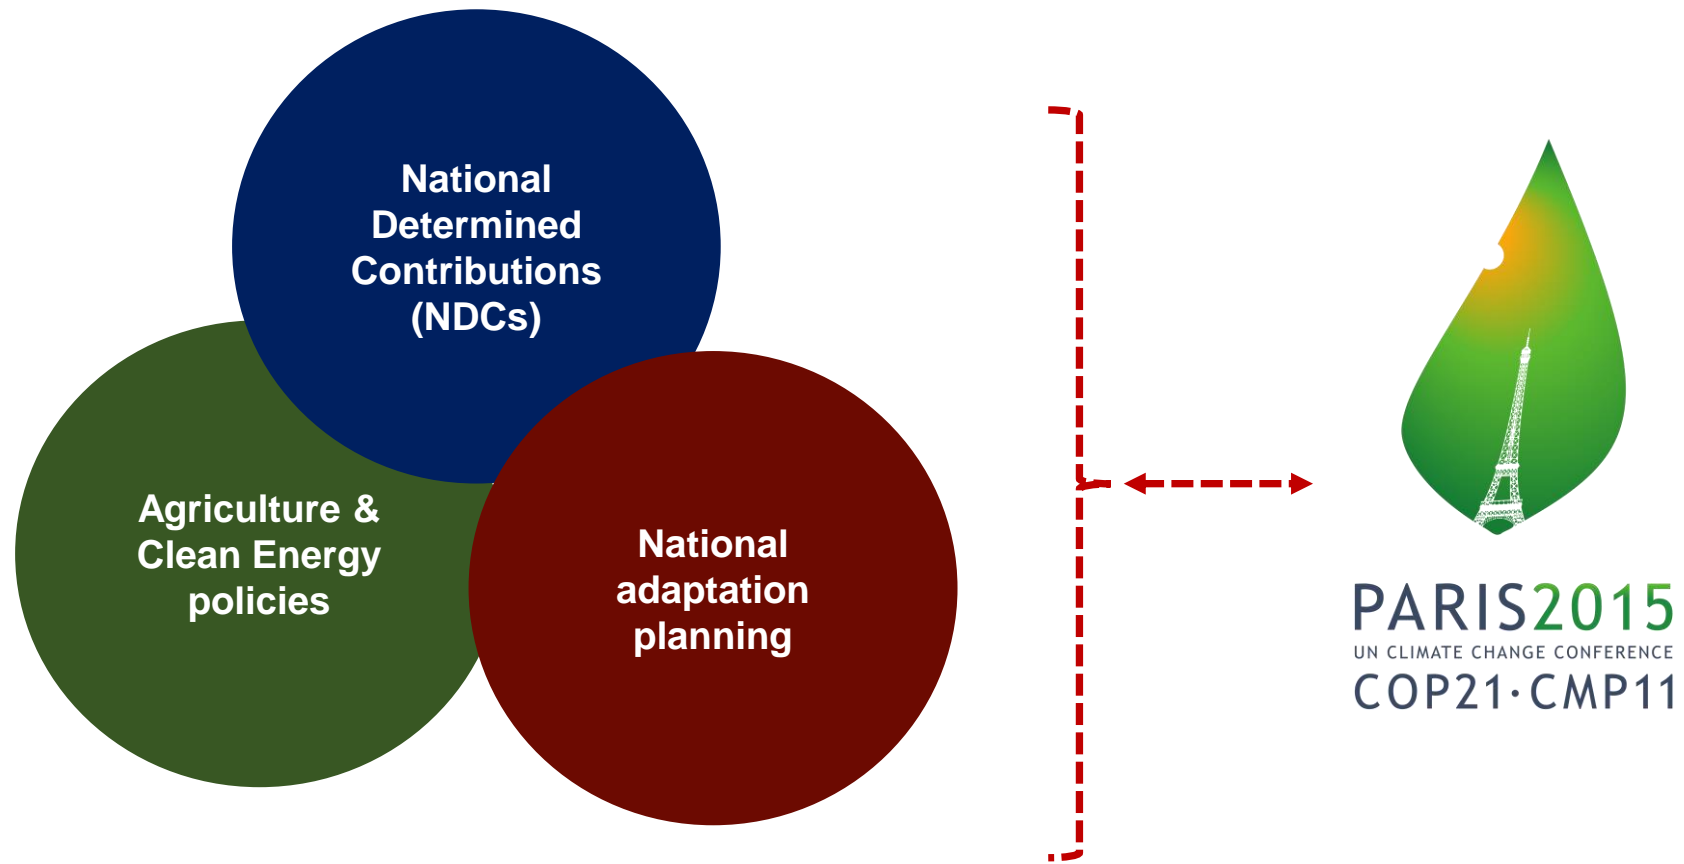 National
Determined
Contributions
(NDCs)
Agriculture &
Clean Energy
policies
National
adaptation
planning
PARIS2015
UN CLIMATE CHANGE CONFERENCE
COP21·CMP11